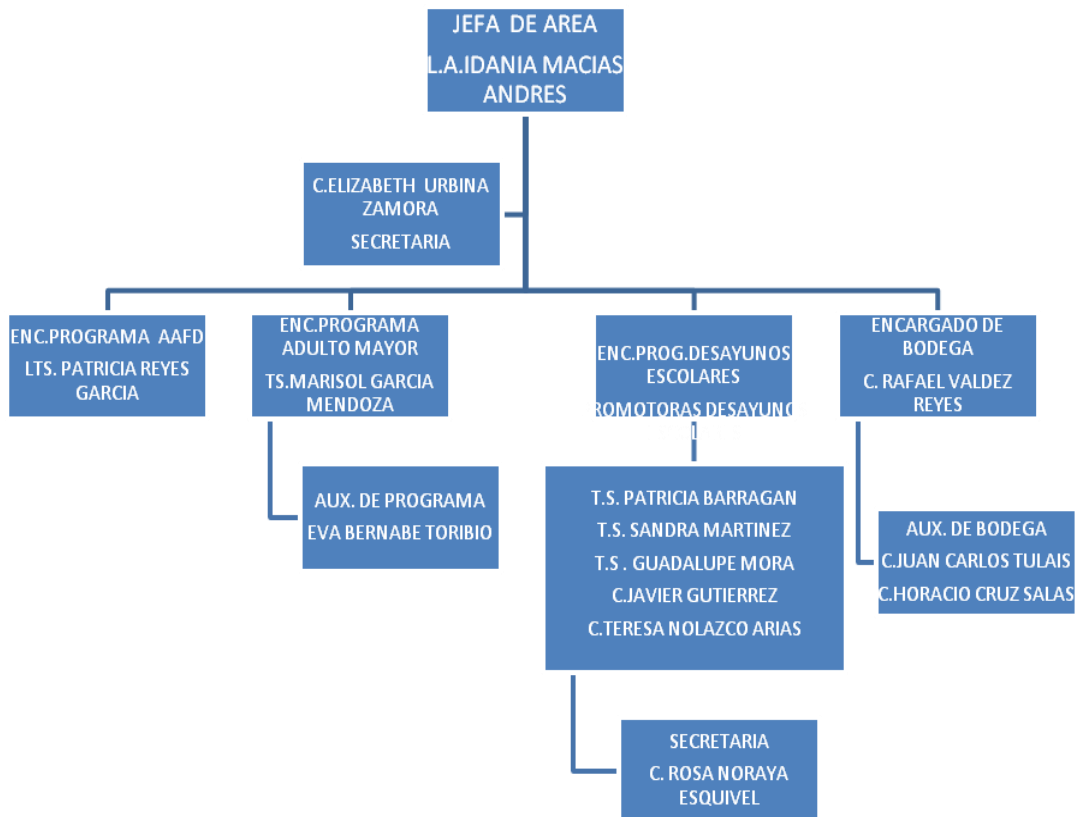 JEFA DE AREA
L.A.IDANIA MACIAS
ANDRES
C.ELIZABETH URBINA
ZAMORA
SECRETARIA
ENC.PROGRAMA AAFD
LTS. PATRICIA REYES
GARCIA
ENC.PROGRAMA
ADULTO MAYOR
TS.MARISOL GARCIA
MENDOZA
ENC.PROG.DESAYUNOS
ESCOLARES
ROMOTORAS DESAYUNO
L
ENCARGADO DE
BODEGA
C. RAFAEL VALDEZ
REYES
AUX. DE PROGRAMA
EVA BERNABE TORIBIO
T.S. PATRICIA BARRAGAN
T.S. SANDRA MARTINEZ
T.S . GUADALUPE MORA
C.JAVIER GUTIERREZ
C.TERESA NOLAZCO ARIAS
AUX. DE BODEGA
C.JUAN CARLOS TULAIS
C.HORACIO CRUZ SALAS
SECRETARIA
C. ROSA NORAYA
ESQUIVEL